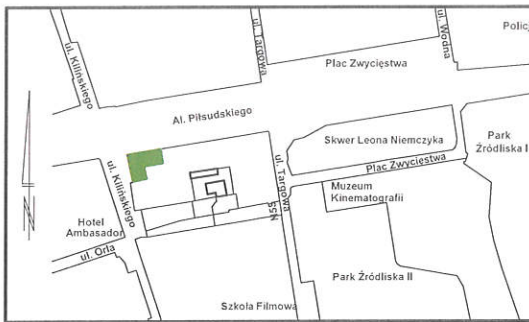 ul. Kilińskiego
ul. Targowa
ul. Wodna
Policj
Plac Zwycięstwa
Al. Piłsudskiego
Skwer Leona Niemczyka
Park
Źródliska I
Plac Zwycięstwa
ul. Kilińskiego
ul. Targowa
Muzeum
Kinematografii
Hotel
Ambasador
ul. Orla
Park Źródliska II
Szkoła Filmowa
N